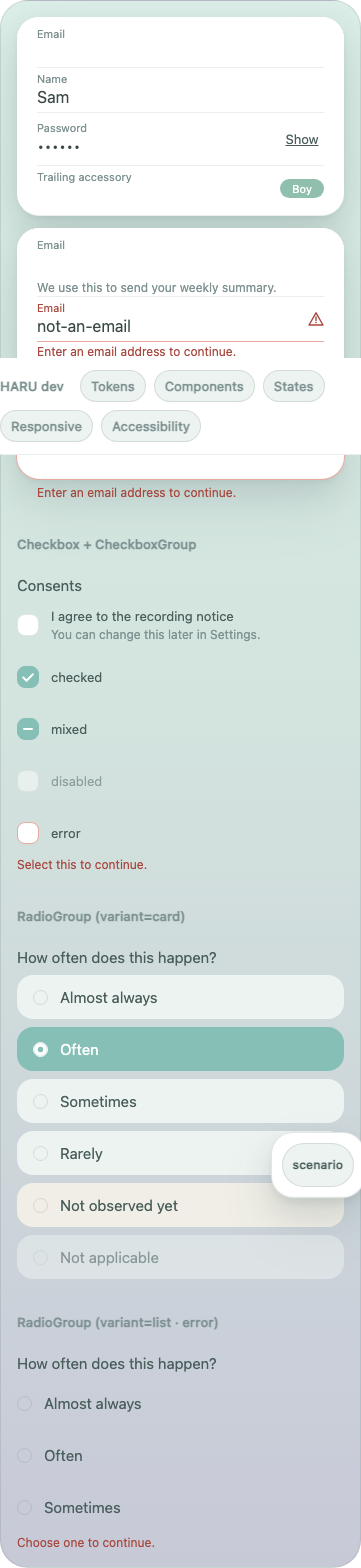 Email
Name
Sam
Password
••••••
Show
Trailing accessory
Boy
Email
We use this to send your weekly summary.
Email
not-an-email
Enter an email address to continue.
HARU dev
Tokens
Components
States
Responsive
Accessibility
Enter an email address to continue.
Checkbox + CheckboxGroup
Consents
I agree to the recording notice
You can change this later in Settings.
checked
mixed
disabled
error
Select this to continue.
RadioGroup (variant=card)
How often does this happen?
Almost always
Often
Sometimes
Rarely
scenario
Not observed yet
Not applicable
RadioGroup (variant=list · error)
How often does this happen?
Almost always
Often
Sometimes
Choose one to continue.